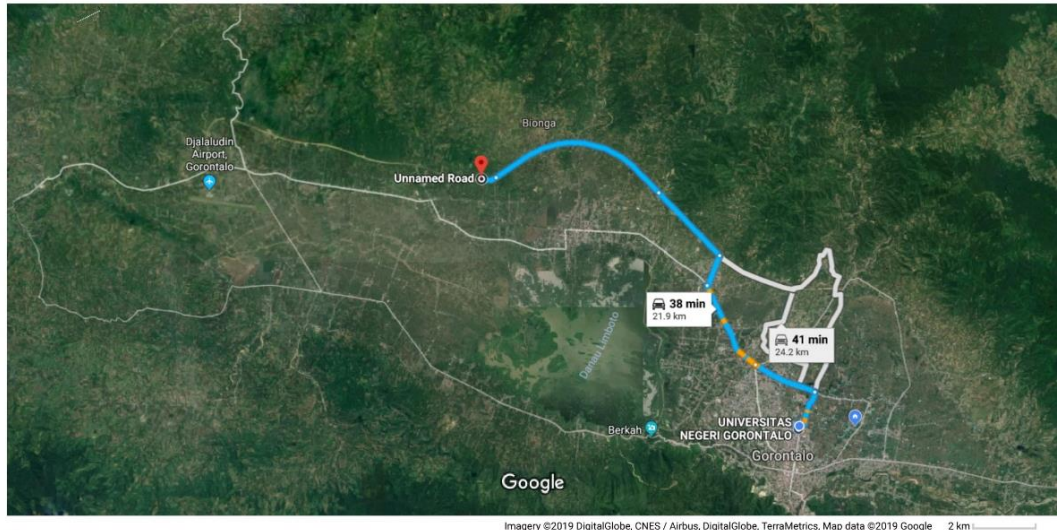 Bionga
Djalaludin
Airport,
Gorontalo
Unnamed Road
38 min
21.9 km
41 min
24.2 km
Danau Limboto
UNIVERSITAS
NEGERI GORONTALO
Berkah
Gorontalo
Google
Imagery ©2019 DigitalGlobe, CNES / Airbus, DigitalGlobe, TerraMetrics, Map data ©2019 Google
2 km